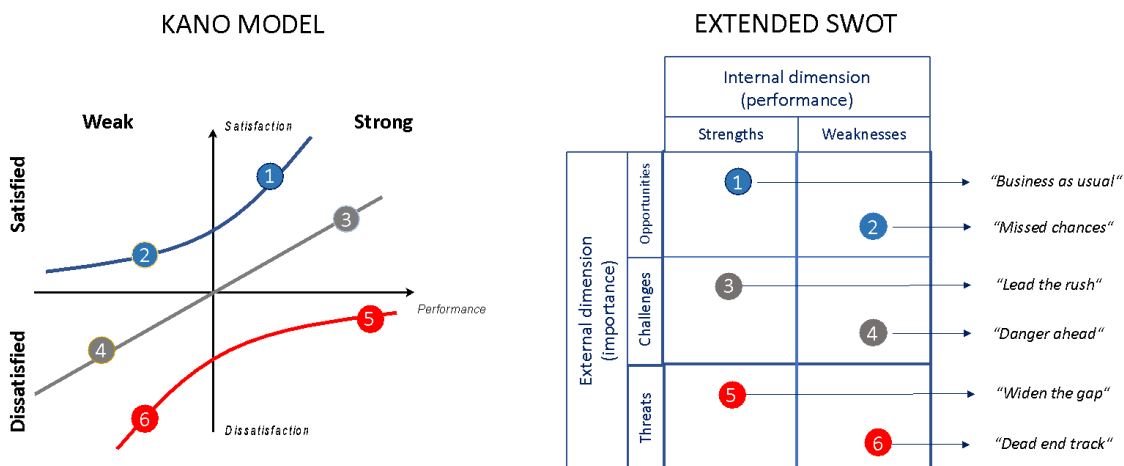 KANO MODEL
Weak
Satisfaction
Strong
Satisfied
1
3
2
Performance
5
4
Dissatisfied
6
Dissatisfaction
EXTENDED SWOT
Internal dimension
(performance)
Strengths
Weaknesses
External dimension
(importance)
Opportunities
1
“Business as usual“
2
“Missed chances“
Challenges
3
“Lead the rush“
4
“Danger ahead“
Threats
5
“Widen the gap“
6
“Dead end track“